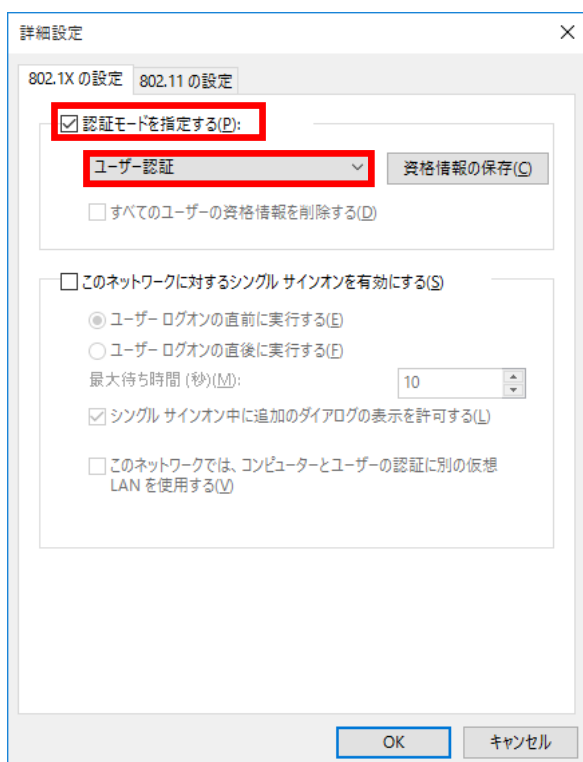 詳細設定
802.1X の設定 802.11 の設定
認証モードを指定する(P):
ユーザー認証
資格情報の保存(C)
すべてのユーザーの資格情報を削除する(D)
このネットワークに対するシングル サインオンを有効にする(S)
ユーザー ログオンの直前に実行する(E)
ユーザー ログオンの直後に実行する(F)
最大待ち時間 (秒)(M): 10
シングル サインオン中に追加のダイアログの表示を許可する(L)
このネットワークでは、コンピューターとユーザーの認証に別の仮想
LAN を使用する(V)
OK キャンセル